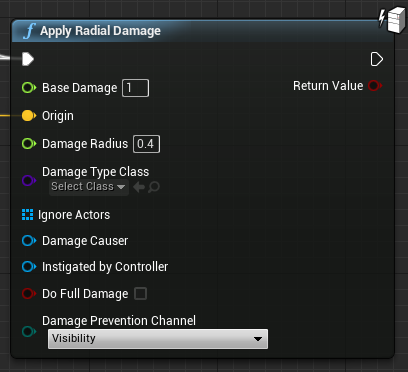 f Apply Radial Damage
Base Damage 1
Return Value
Origin
Damage Radius 0.4
Damage Type Class
Select Class
Ignore Actors
Damage Causer
Instigated by Controller
Do Full Damage
Damage Prevention Channel
Visibility